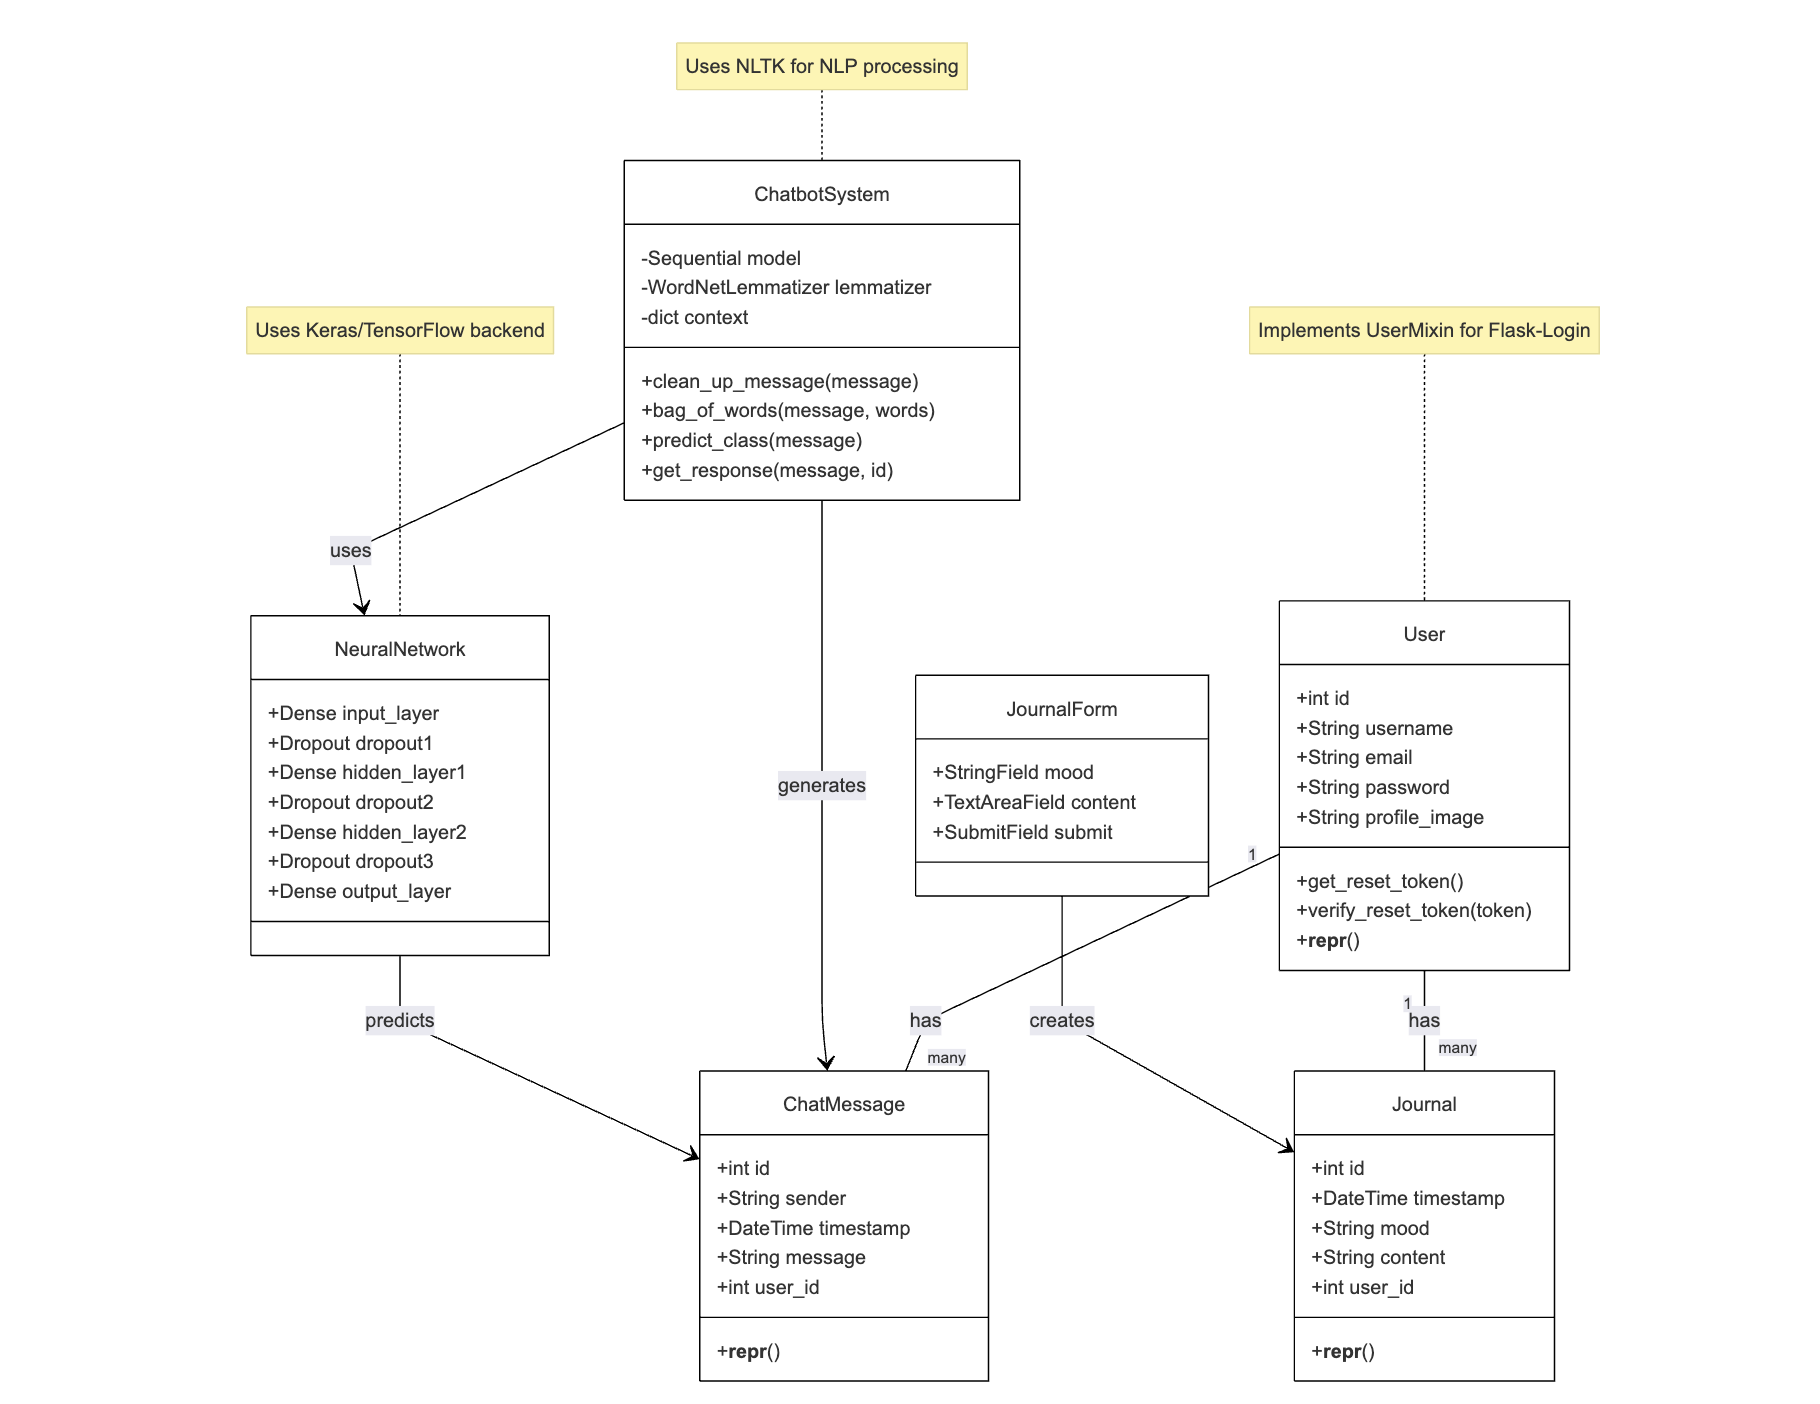 Uses NLTK for NLP processing
ChatbotSystem
-Sequential model
-WordNetLemmatizer lemmatizer
-dict context
+clean_up_message(message)
+bag_of_words(message, words)
+predict_class(message)
+get_response(message, id)
Uses Keras/TensorFlow backend
Implements UserMixin for Flask-Login
uses
NeuralNetwork
+Dense input_layer
+Dropout dropout1
+Dense hidden_layer1
+Dropout dropout2
+Dense hidden_layer2
+Dropout dropout3
+Dense output_layer
generates
JournalForm
+StringField mood
+TextAreaField content
+SubmitField submit
User
+int id
+String username
+String email
+String password
+String profile_image
+get_reset_token()
+verify_reset_token(token)
+repr()
1
predicts
has
many
creates
1
has
many
ChatMessage
+int id
+String sender
+DateTime timestamp
+String message
+int user_id
+repr()
Journal
+int id
+DateTime timestamp
+String mood
+String content
+int user_id
+repr()